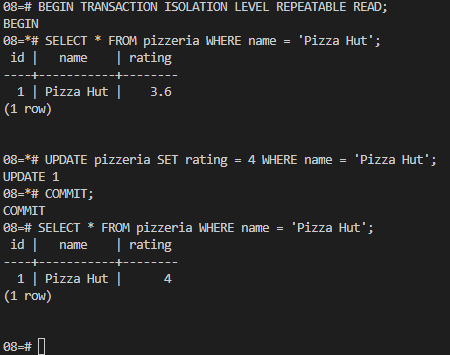 08=# BEGIN TRANSACTION ISOLATION LEVEL REPEATABLE READ;
BEGIN
08=*# SELECT * FROM pizzeria WHERE name = 'Pizza Hut';
 id |   name    | rating
----+-----------+--------
  1 | Pizza Hut |    3.6
(1 row)

08=*# UPDATE pizzeria SET rating = 4 WHERE name = 'Pizza Hut';
UPDATE 1
08=*# COMMIT;
COMMIT
08=# SELECT * FROM pizzeria WHERE name = 'Pizza Hut';
 id |   name    | rating
----+-----------+--------
  1 | Pizza Hut |      4
(1 row)

08=#